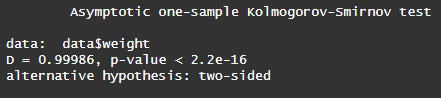 Asymptotic one-sample Kolmogorov-Smirnov test
data:  data$weight
D = 0.99986, p-value < 2.2e-16
alternative hypothesis: two-sided